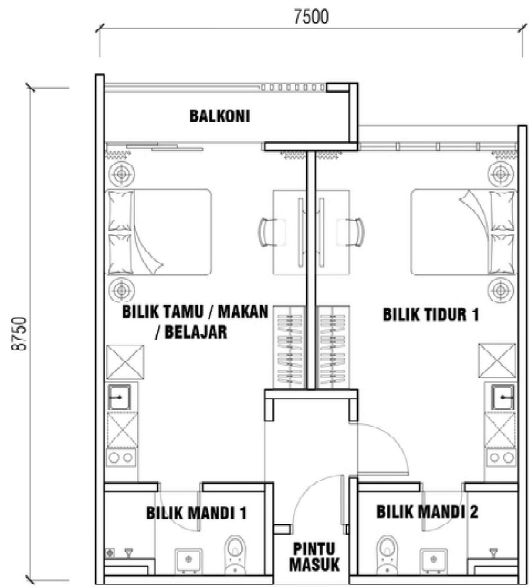 7500
8750
BALKONI
BILIK TAMU / MAKAN
/ BELAJAR
BILIK TIDUR 1
BILIK MANDI 1
BILIK MANDI 2
PINTU
MASUK